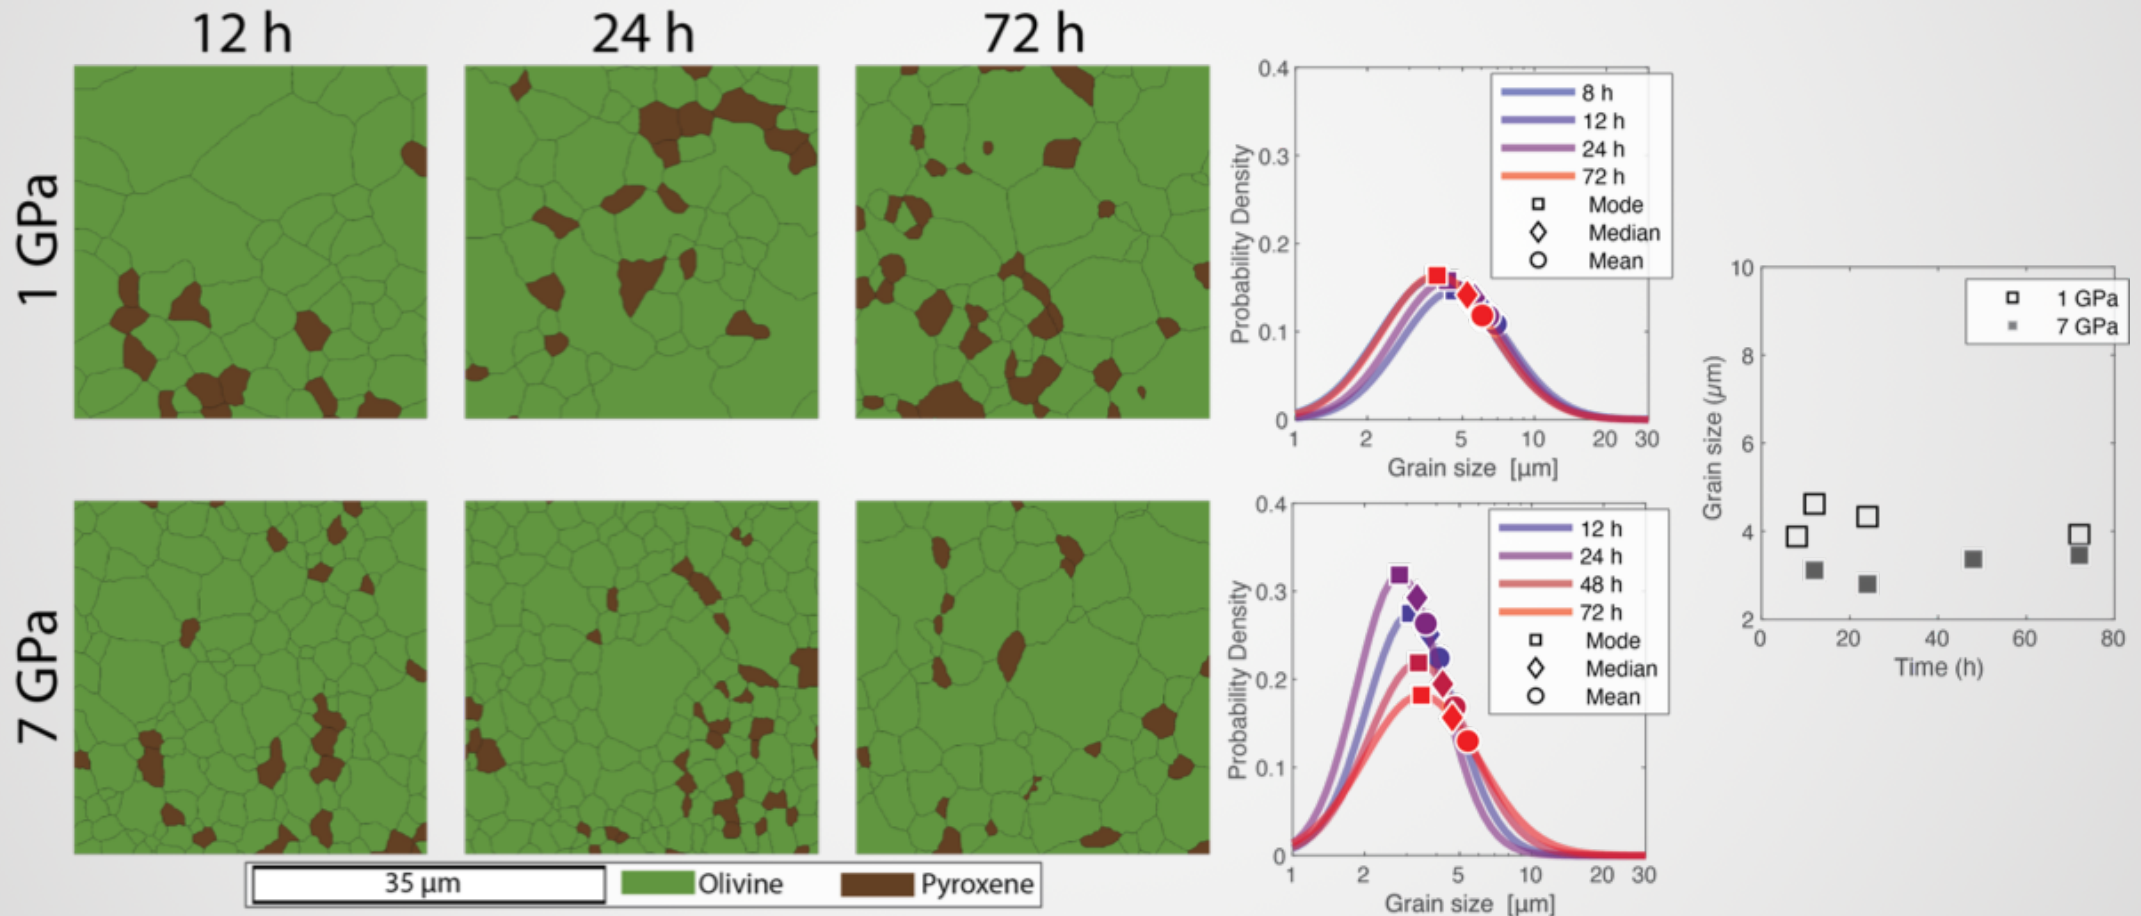 12 h
24 h
72 h
1 GPa
7 GPa
35 µm
Olivine
Pyroxene
0.4
0.3
0.2
0.1
0
Probability Density
1
2
5
10
20
30
Grain size [µm]
8 h
12 h
24 h
72 h
Mode
Median
Mean
0.4
0.3
0.2
0.1
0
Probability Density
1
2
5
10
20
30
Grain size [µm]
12 h
24 h
48 h
72 h
Mode
Median
Mean
10
8
6
4
2
Grain size (µm)
0
20
40
60
80
Time (h)
1 GPa
7 GPa